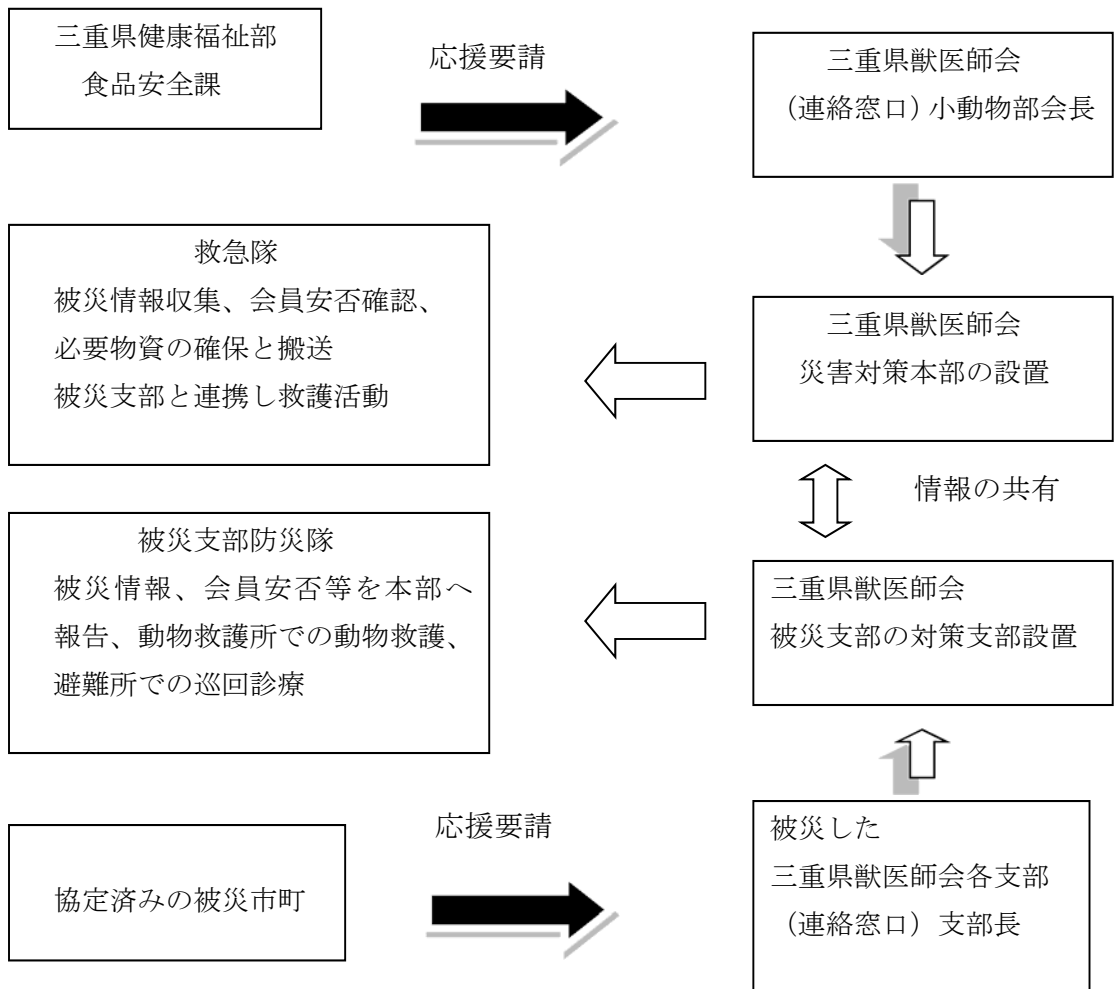 三重県健康福祉部
食品安全課
応援要請
三重県獣医師会
（連絡窓口）小動物部会長
救急隊
被災情報収集、会員安否確認、
必要物資の確保と搬送
被災支部と連携し救護活動
三重県獣医師会
災害対策本部の設置
情報の共有
被災支部防災隊
被災情報、会員安否等を本部へ
報告、動物救護所での動物救護、
避難所での巡回診療
三重県獣医師会
被災支部の対策支部設置
協定済みの被災市町
応援要請
被災した
三重県獣医師会各支部
（連絡窓口）支部長